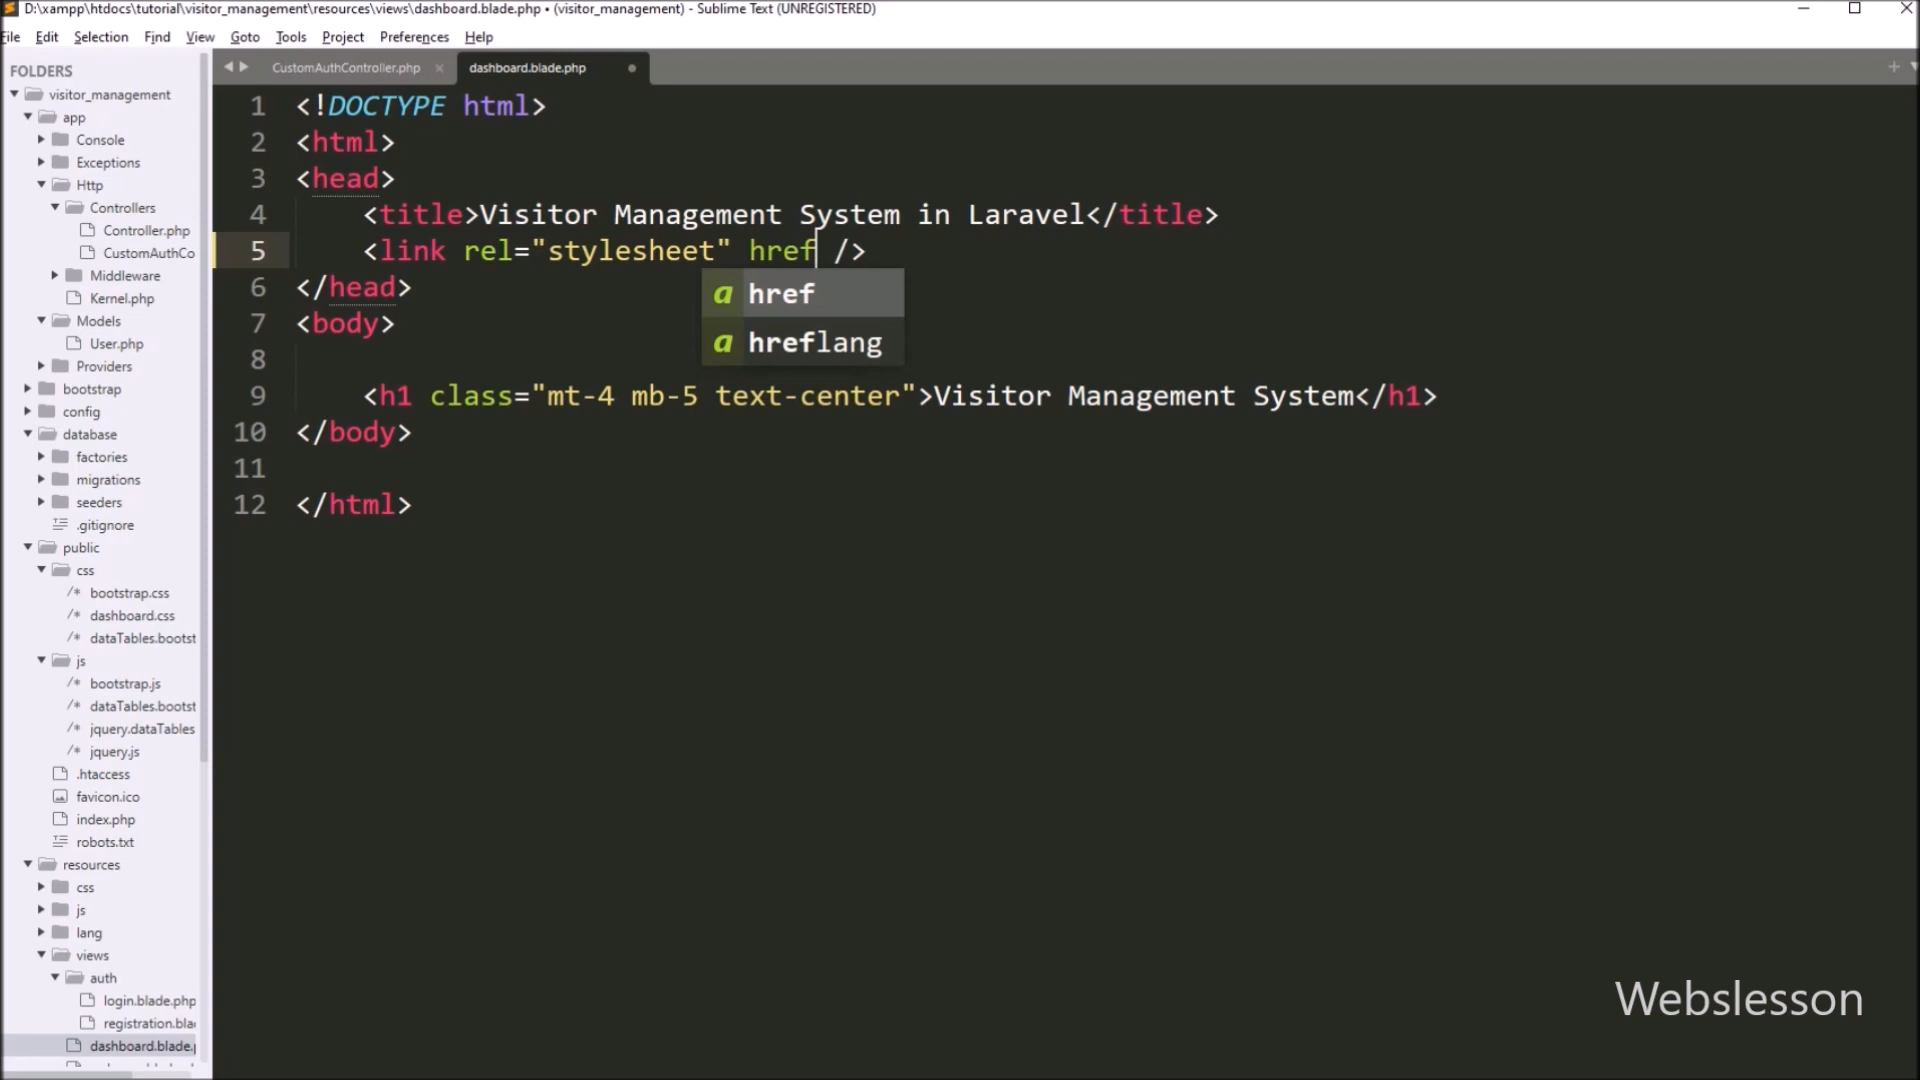 D:\xampp\htdocs\tutorial\visitor_management\resources\views\dashboard.blade.php • (visitor_management) - Sublime Text (UNREGISTERED)
File Edit Selection Find View Goto Tools Project Preferences Help
FOLDERS
visitor_management
app
Console
Exceptions
Http
Controllers
Controller.php
CustomAuthCo
Middleware
Kernel.php
Models
User.php
Providers
bootstrap
config
database
factories
migrations
seeders
.gitignore
public
css
bootstrap.css
dashboard.css
dataTables.bootst
js
bootstrap.js
dataTables.bootst
jquery.dataTables
jquery.js
.htaccess
favicon.ico
index.php
robots.txt
resources
css
js
lang
views
auth
login.blade.php
registration.bla
dashboard.blade.p
CustomAuthController.php × dashboard.blade.php
1 <!DOCTYPE html>
2 <html>
3 <head>
4 <title>Visitor Management System in Laravel</title>
5 <link rel="stylesheet" href />
6 </head>
7 <body>
8
9 <h1 class="mt-4 mb-5 text-center">Visitor Management System</h1>
10 </body>
11
12 </html>
a href
a hreflang
Webslesson